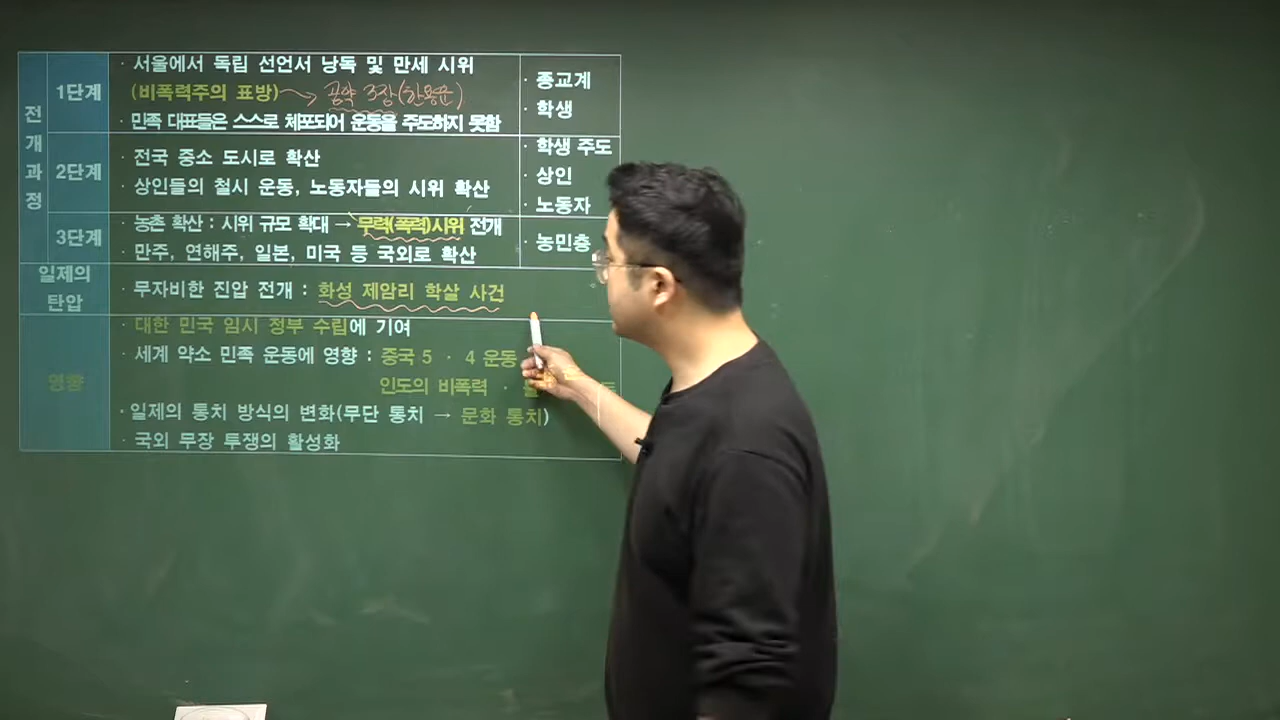 전개과정
1단계
· 서울에서 독립 선언서 낭독 및 만세 시위
(비폭력주의 표방) → 공약 3장(한용운)
· 민족 대표들은 스스로 체포되어 운동을 주도하지 못함
· 종교계
· 학생
2단계
· 전국 중소 도시로 확산
· 상인들의 철시 운동, 노동자들의 시위 확산
· 학생 주도
· 상인
· 노동자
3단계
· 농촌 확산 : 시위 규모 확대 → 무력(폭력)시위 전개
· 만주, 연해주, 일본, 미국 등 국외로 확산
· 농민층
일제의
탄압
· 무자비한 진압 전개 : 화성 제암리 학살 사건
영향
· 대한 민국 임시 정부 수립에 기여
· 세계 약소 민족 운동에 영향 : 중국 5 · 4 운동
인도의 비폭력 ·
· 일제의 통치 방식의 변화(무단 통치 → 문화 통치)
· 국외 무장 투쟁의 활성화